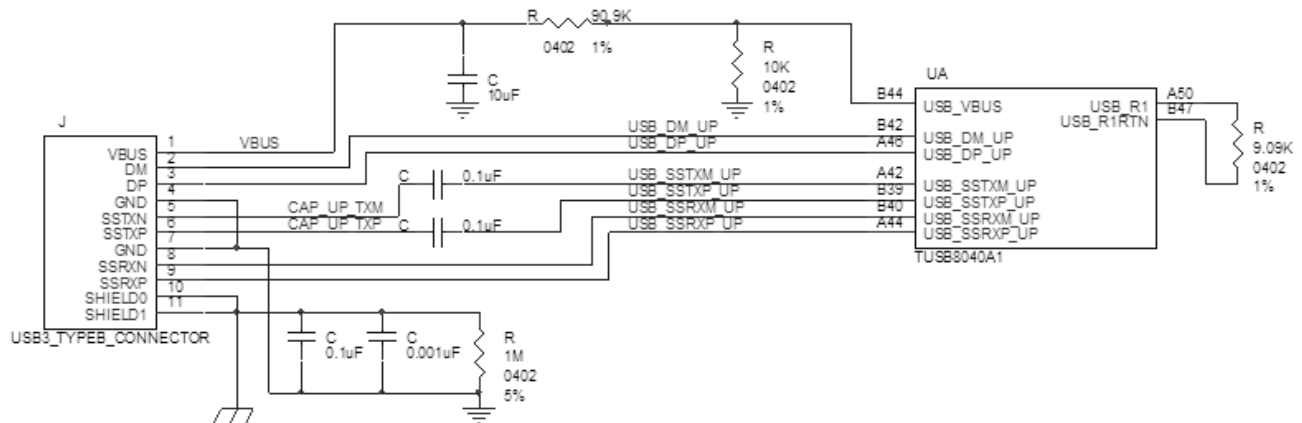 R 90.9K
0402 1%
C
10uF
R
10K
0402
1%
UA
B44 USB_VBUS
USB_R1 A50
USB_R1RTN B47
R
9.09K
0402
1%
J
1 VBUS
VBUS
2
DM
3
DP
4
GND
5
SSTXN
6
SSTXP
7
GND
8
SSRXN
9
SSRXP
10
SHIELD0
11
SHIELD1
USB3_TYPEB_CONNECTOR
USB_DM_UP B42 USB_DM_UP
USB_DP_UP A46 USB_DP_UP
C 0.1uF USB_SSTXM_UP A42 USB_SSTXM_UP
CAP_UP_TXM USB_SSTXP_UP B39 USB_SSTXP_UP
CAP_UP_TXP C 0.1uF USB_SSRXM_UP B40 USB_SSRXM_UP
USB_SSRXP_UP A44 USB_SSRXP_UP
TUSB8040A1
C
0.1uF
C
0.001uF
R
1M
0402
5%